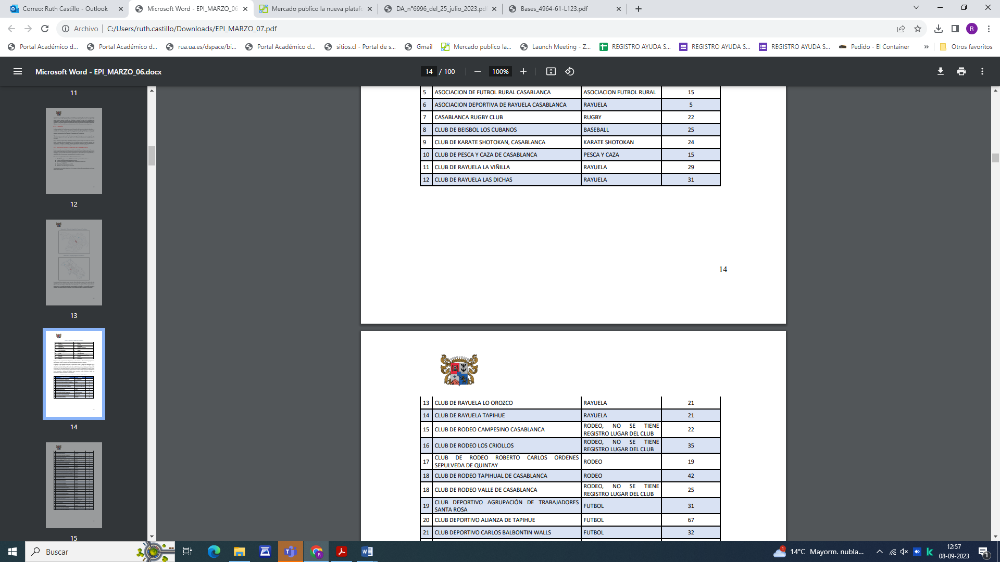 Correo: Ruth Castillo - Outlook
Microsoft Word - EPI_MARZO_06
Mercado publico la nueva plataf
DA_n°6996_del_25_julio_2023.pd
Bases_4964-61-L123.pdf
Archivo
C:/Users/ruth.castillo/Downloads/EPI_MARZO_07.pdf
R
Portal Académico d...
Portal Académico d...
rua.ua.es/dspace/bi...
Portal Académico d...
sitios.cl - Portal de s...
Gmail
Mercado publico la...
Launch Meeting - Z...
REGISTRO AYUDA S...
REGISTRO AYUDA S...
REGISTRO AYUDA S...
Pedido - El Container
»
Otros favoritos
Microsoft Word - EPI_MARZO_06.docx
14 / 100
100%
11
12
13
14
15
5 ASOCIACION DE FUTBOL RURAL CASABLANCA ASOCIACION FUTBOL RURAL 15
6 ASOCIACION DEPORTIVA DE RAYUELA CASABLANCA RAYUELA 5
7 CASABLANCA RUGBY CLUB RUGBY 22
8 CLUB DE BEISBOL LOS CUBANOS BASEBALL 25
9 CLUB DE KARATE SHOTOKAN, CASABLANCA KARATE SHOTOKAN 24
10 CLUB DE PESCA Y CAZA DE CASABLANCA PESCA Y CAZA 15
11 CLUB DE RAYUELA LA VIÑILLA RAYUELA 29
12 CLUB DE RAYUELA LAS DICHAS RAYUELA 31
14
13 CLUB DE RAYUELA LO OROZCO RAYUELA 21
14 CLUB DE RAYUELA TAPIHUE RAYUELA 21
15 CLUB DE RODEO CAMPESINO CASABLANCA RODEO, NO SE TIENE
REGISTRO LUGAR DEL CLUB 22
16 CLUB DE RODEO LOS CRIOLLOS RODEO, NO SE TIENE
REGISTRO LUGAR DEL CLUB 35
17 CLUB DE RODEO ROBERTO CARLOS ORDENES
SEPULVEDA DE QUINTAY RODEO 19
18 CLUB DE RODEO TAPIHUAL DE CASABLANCA RODEO 42
18 CLUB DE RODEO VALLE DE CASABLANCA RODEO, NO SE TIENE
REGISTRO LUGAR DEL CLUB 25
19 CLUB DEPORTIVO AGRUPACIÓN DE TRABAJADORES
SANTA ROSA FUTBOL 31
20 CLUB DEPORTIVO ALIANZA DE TAPIHUE FUTBOL 67
21 CLUB DEPORTIVO CARLOS BALBONTIN WALLS FUTBOL 32
Buscar
14°C Mayorm. nubla...
12:57
08-09-2023
1